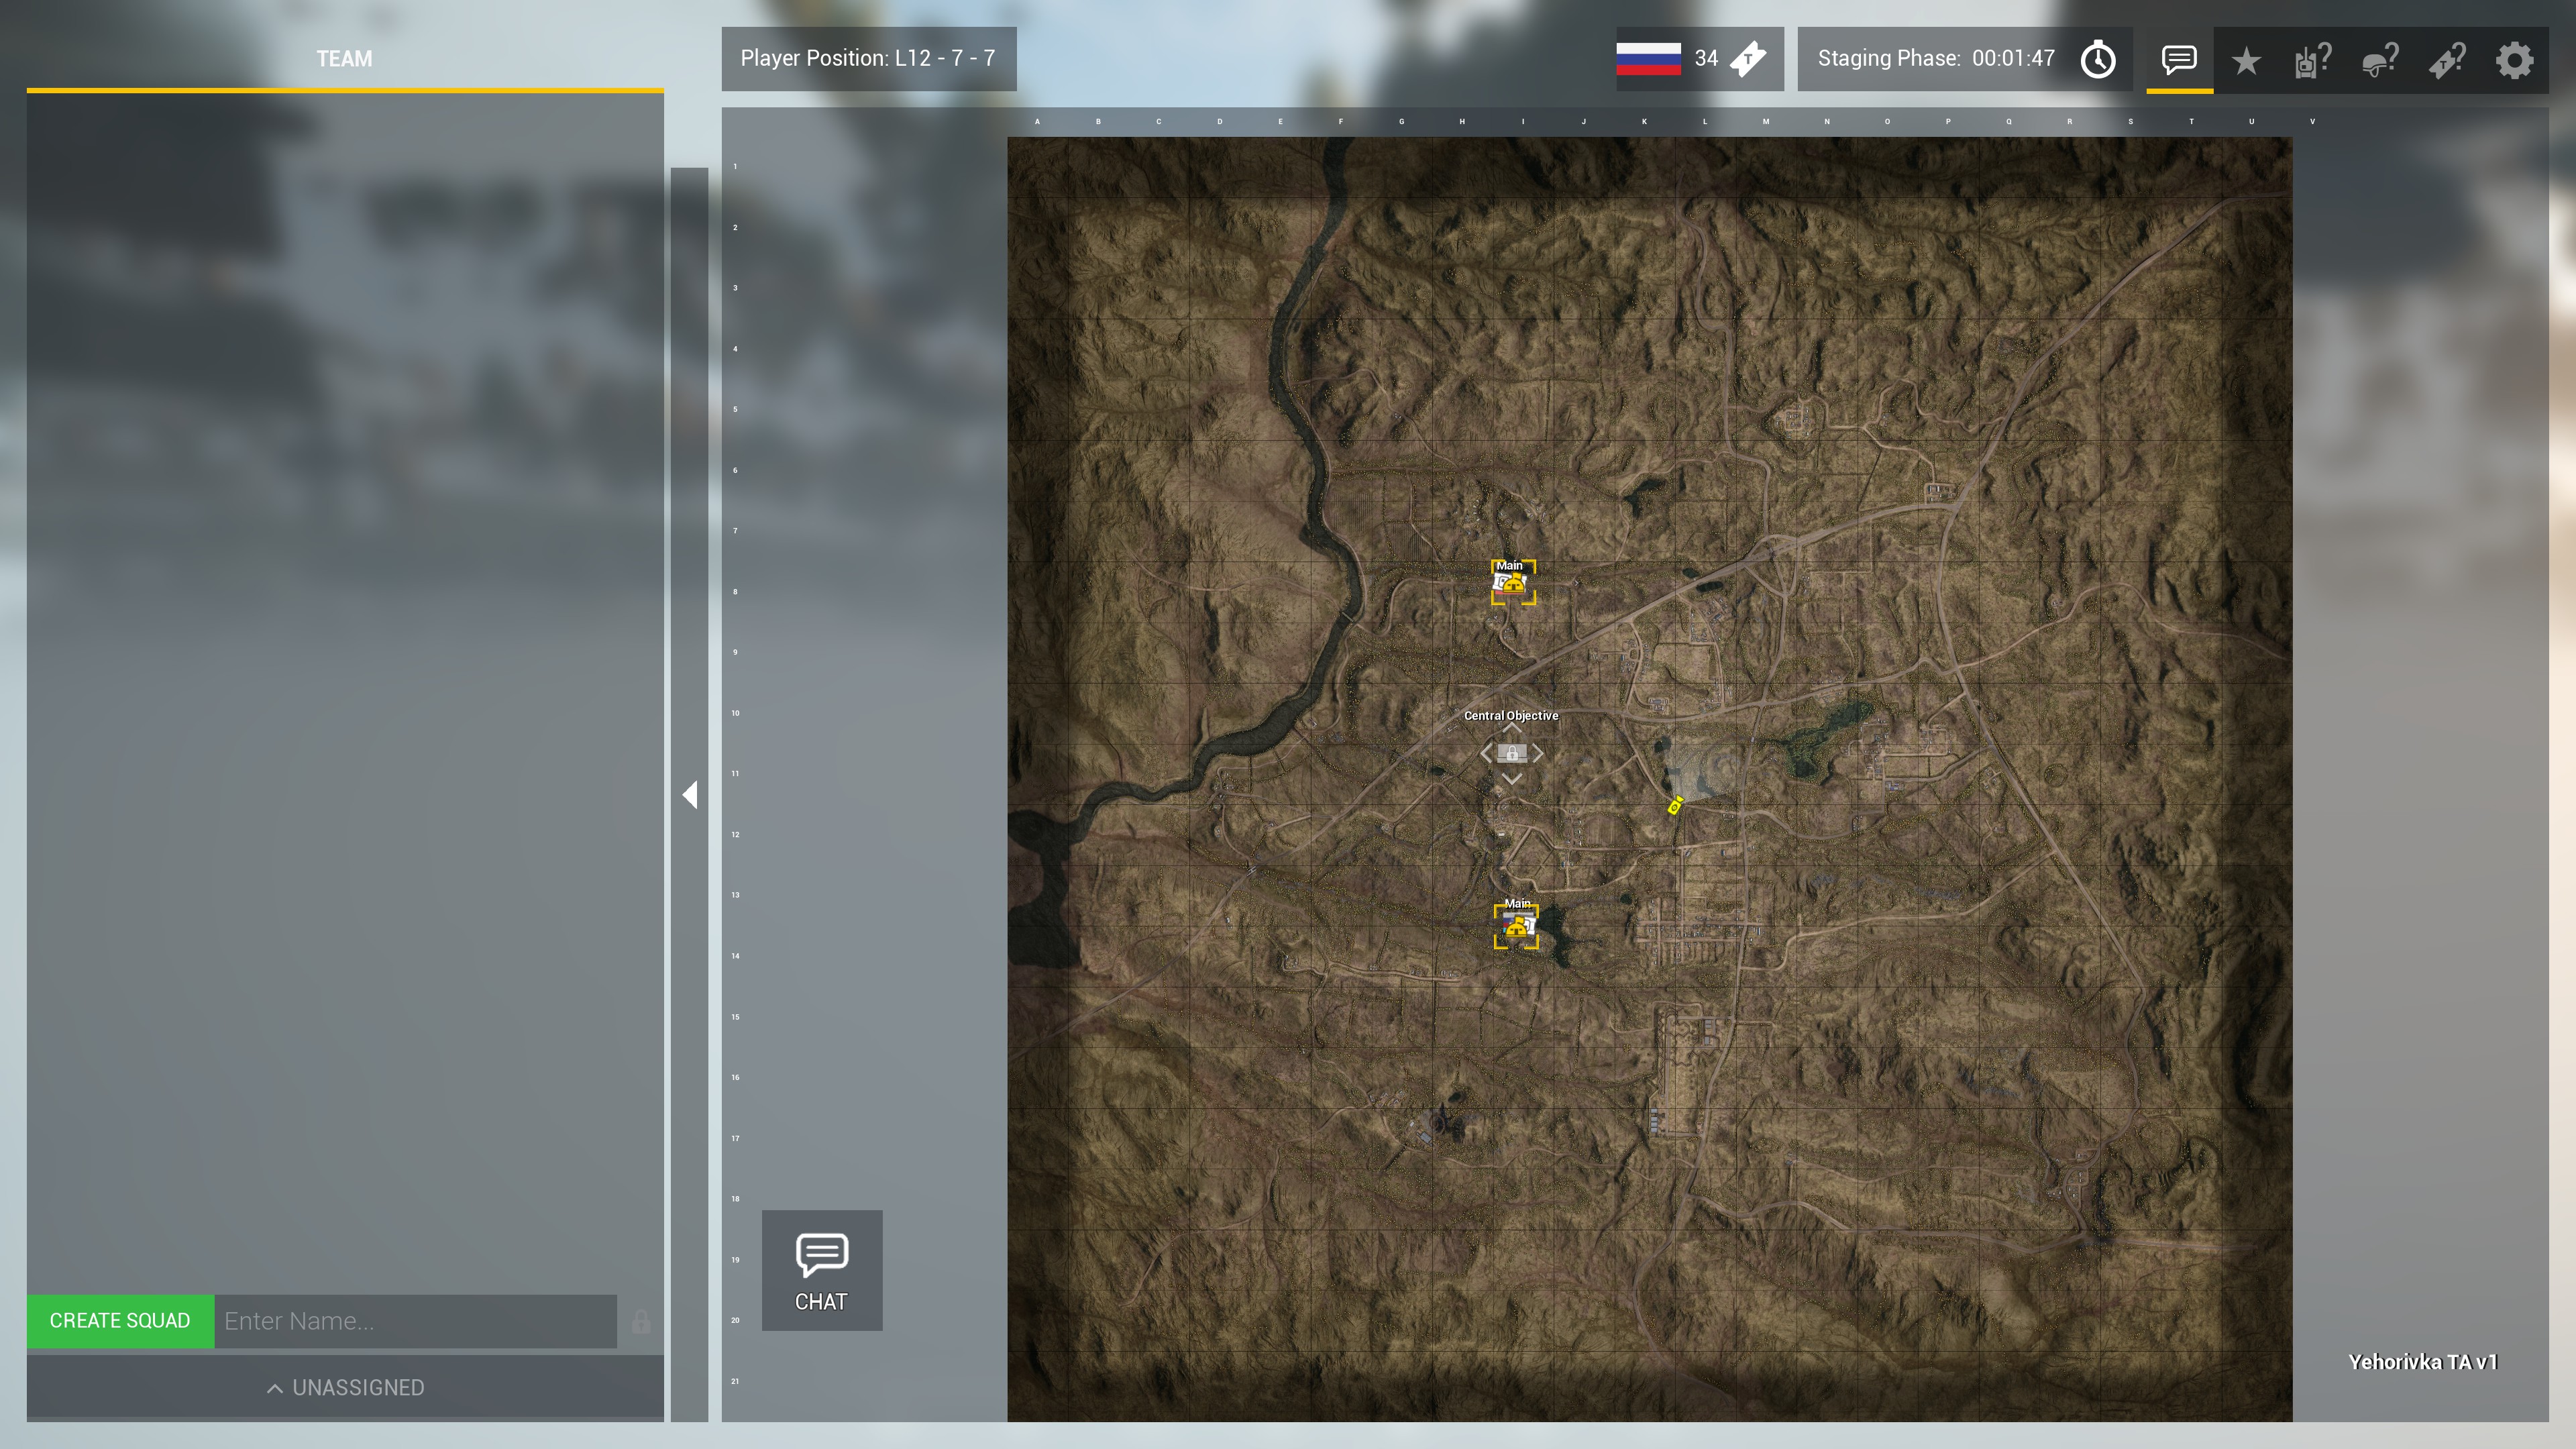 TEAM
Player Position: L12 - 7 - 7
34
T
Staging Phase: 00:01:47
A B C D E F G H I J K L M N O P Q R S T U V
1
2
3
4
5
6
7
Main
8
9
10
Central Objective
11
12
13
Main
14
15
16
17
18
19
20
21
CHAT
CREATE SQUAD
Enter Name...
UNASSIGNED
Yehorivka TA v1